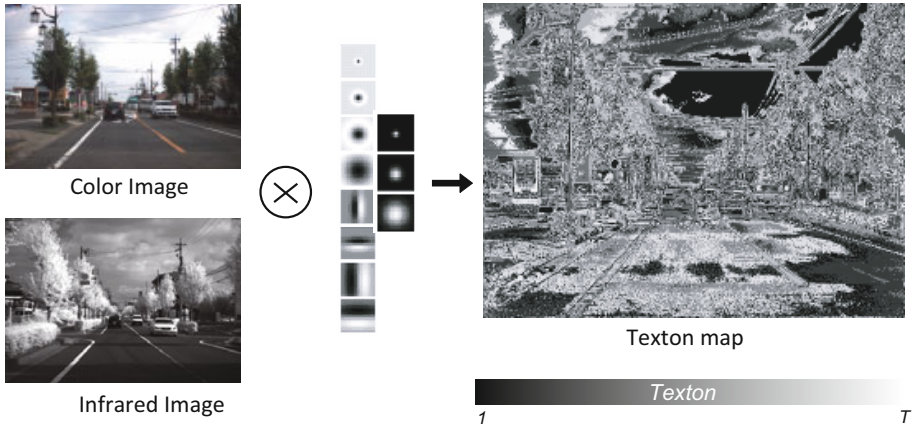 Color Image
Infrared Image
Texton map
Texton
1
T